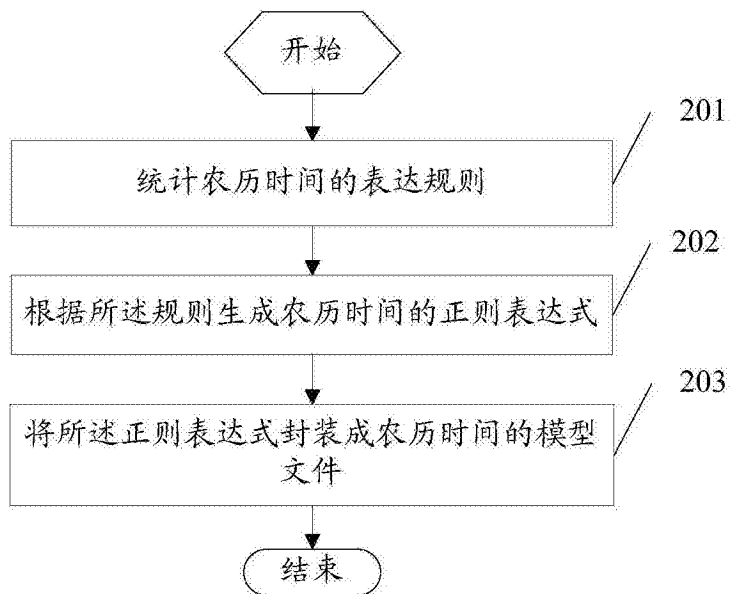 开始
201
统计农历时间的表达规则
202
根据所述规则生成农历时间的正则表达式
203
将所述正则表达式封装成农历时间的模型
文件
结束